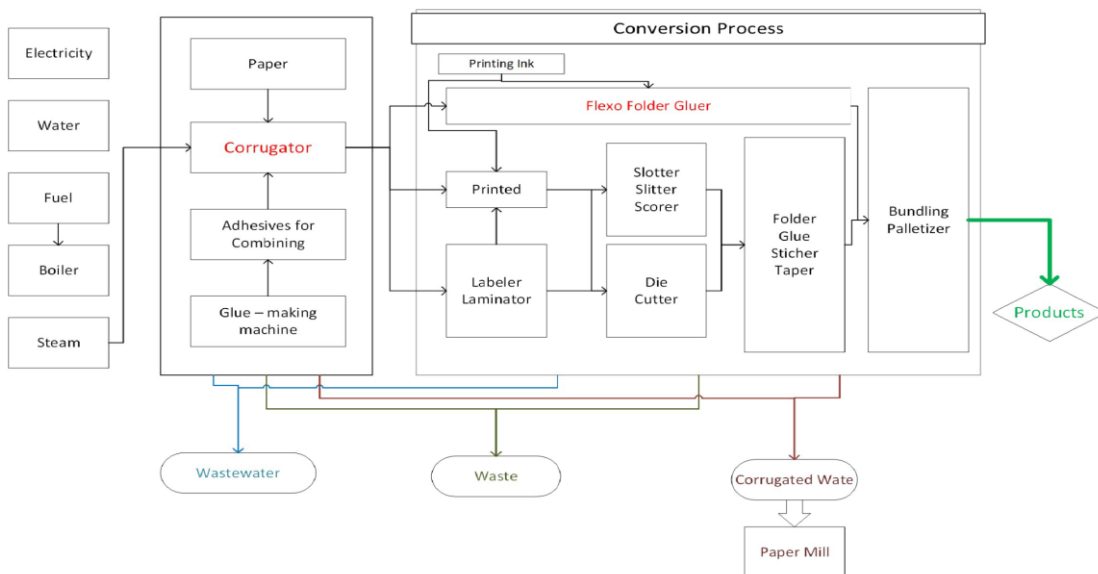 Electricity
Water
Fuel
Boiler
Steam
Paper
Corrugator
Adhesives for
Combining
Glue – making
machine
Conversion Process
Printing Ink
Flexo Folder Gluer
Printed
Labeler
Laminator
Slotter
Slitter
Scorer
Die
Cutter
Folder
Glue
Sticher
Taper
Bundling
Palletizer
Products
Wastewater
Waste
Corrugated Wate
Paper Mill